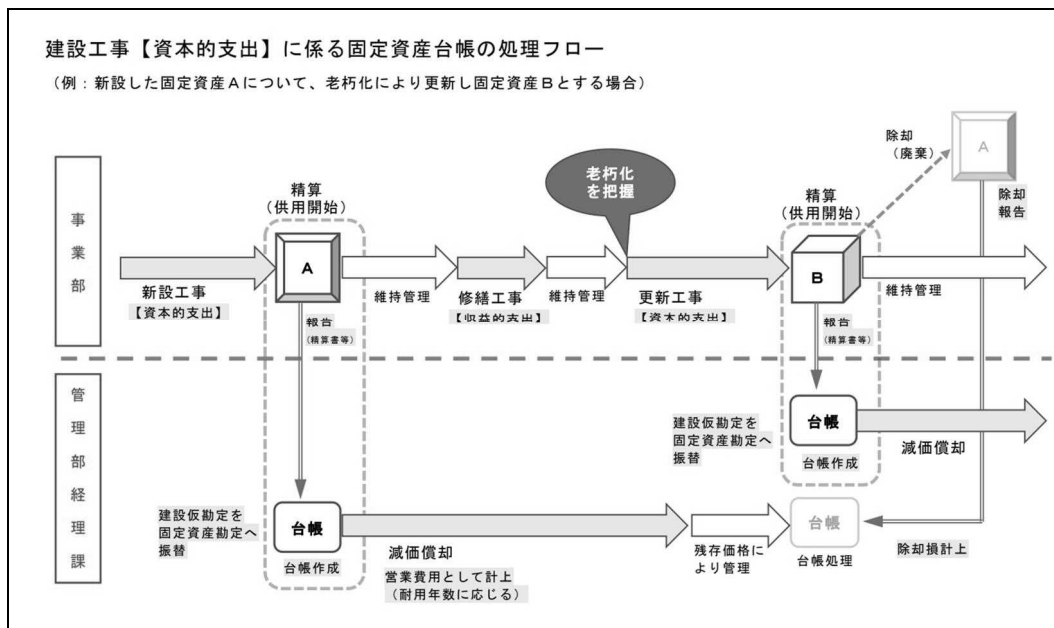 建設工事【資本的支出】に係る固定資産台帳の処理フロー
（例：新設した固定資産Aについて、老朽化により更新し固定資産Bとする場合）
事業部
新設工事
【資本的支出】
精算
（供用開始）
A
報告
（精算書等）
維持管理
修繕工事
【収益的支出】
維持管理
老朽化
を把握
更新工事
【資本的支出】
精算
（供用開始）
B
報告
（精算書等）
除却
（廃棄）
A
除却
報告
維持管理
管理部経理課
建設仮勘定を
固定資産勘定へ
振替
台帳
台帳作成
減価償却
営業費用として計上
（耐用年数に応じる）
残存価格に
より管理
建設仮勘定を
固定資産勘定へ
振替
台帳
台帳作成
減価償却
台帳
台帳処理
除却損計上